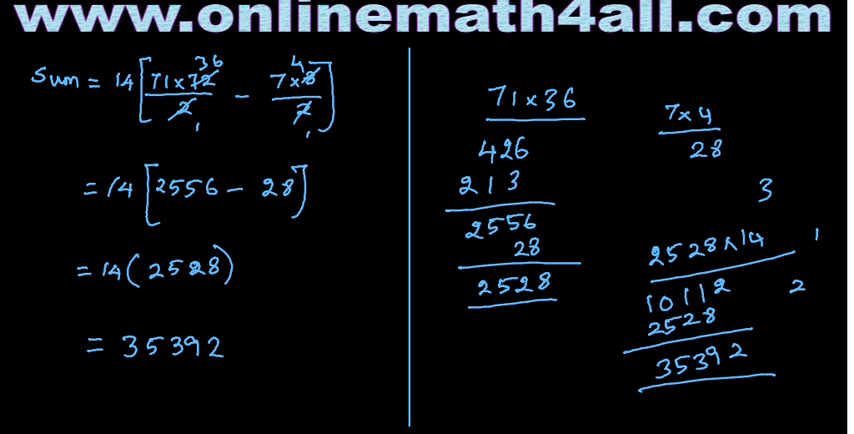 www.onlinemath4all.com
Sum = 14 [ 71 x 72 36 / 2 1 - 7 x 8 4 / 2 1 ]
= 14 [ 2556 - 28 ]
= 14 ( 2528 )
= 35392
71 x 36
426
213
2556
28
2528
7 x 4
28
3
2528 x 14
1
10112
2
2528
35392